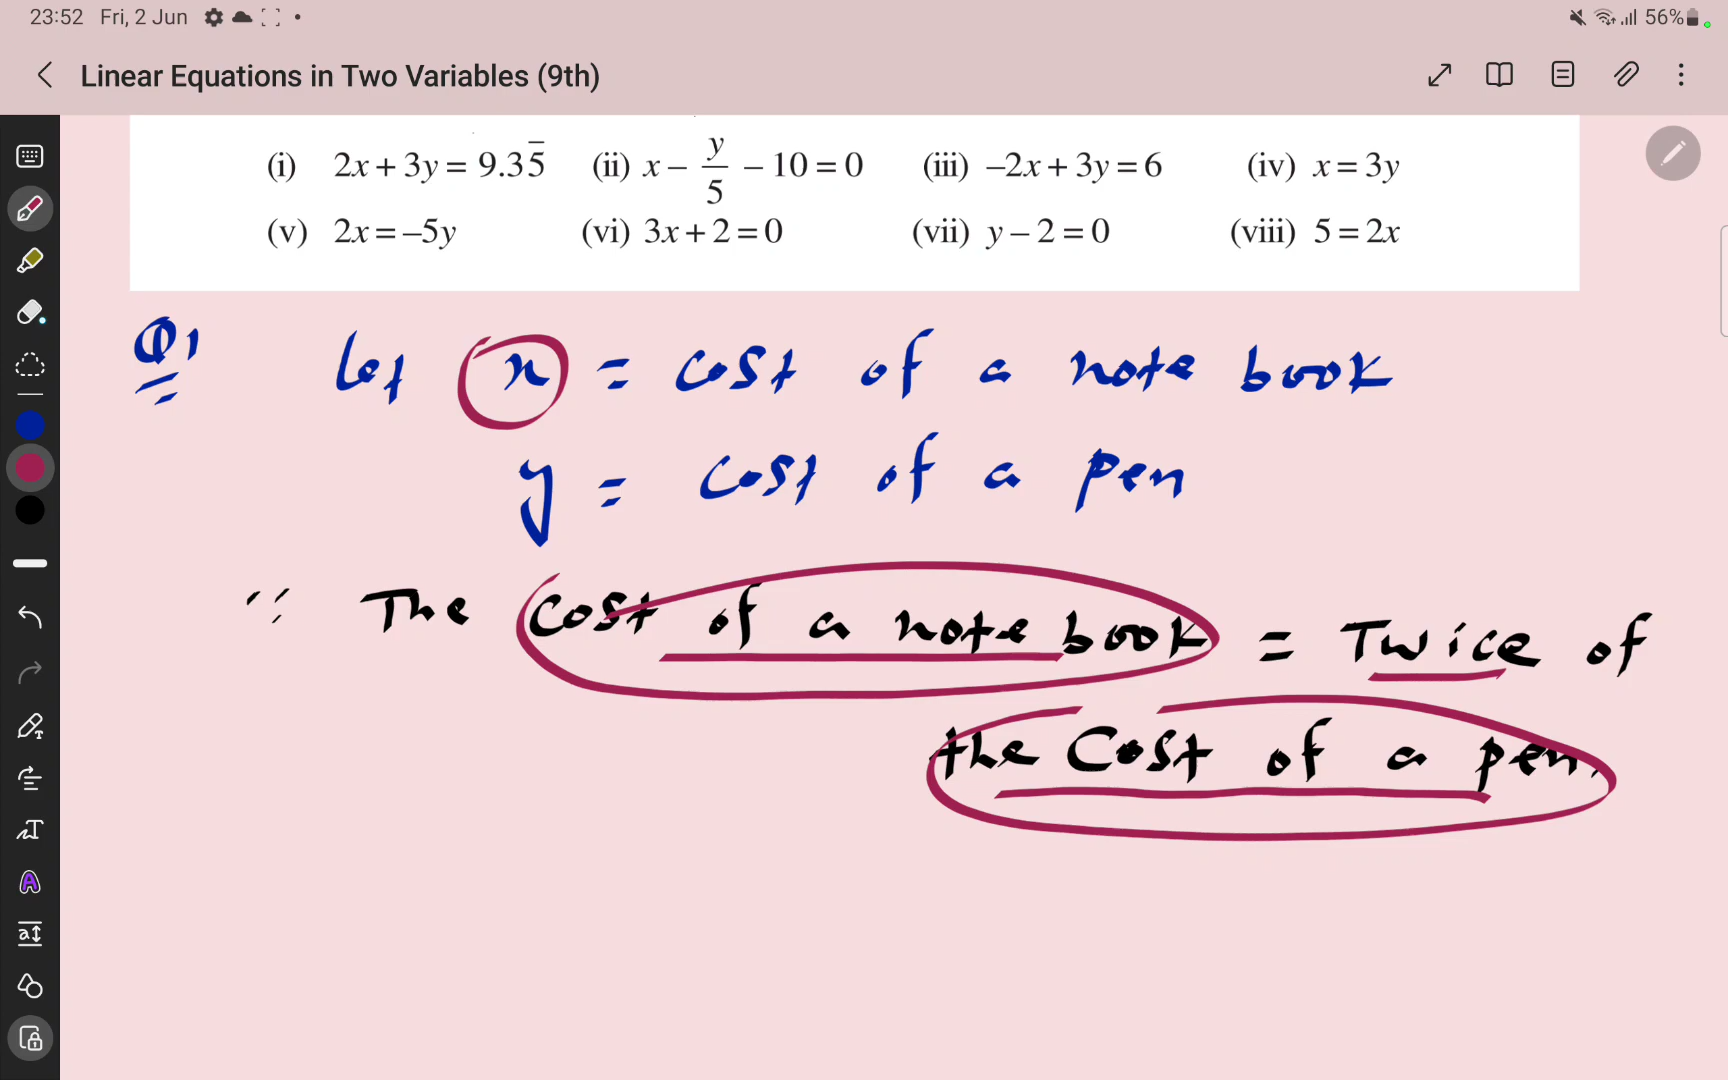 23:52 Fri, 2 Jun 56%
Linear Equations in Two Variables (9th)
(i) 2x + 3y = 9.35̅ (ii) x – y/5 – 10 = 0 (iii) –2x + 3y = 6 (iv) x = 3y
(v) 2x = –5y (vi) 3x + 2 = 0 (vii) y – 2 = 0 (viii) 5 = 2x
Q1 Let x = cost of a note book
y = cost of a pen
∵ The cost of a note book = Twice of
the Cost of a pen.